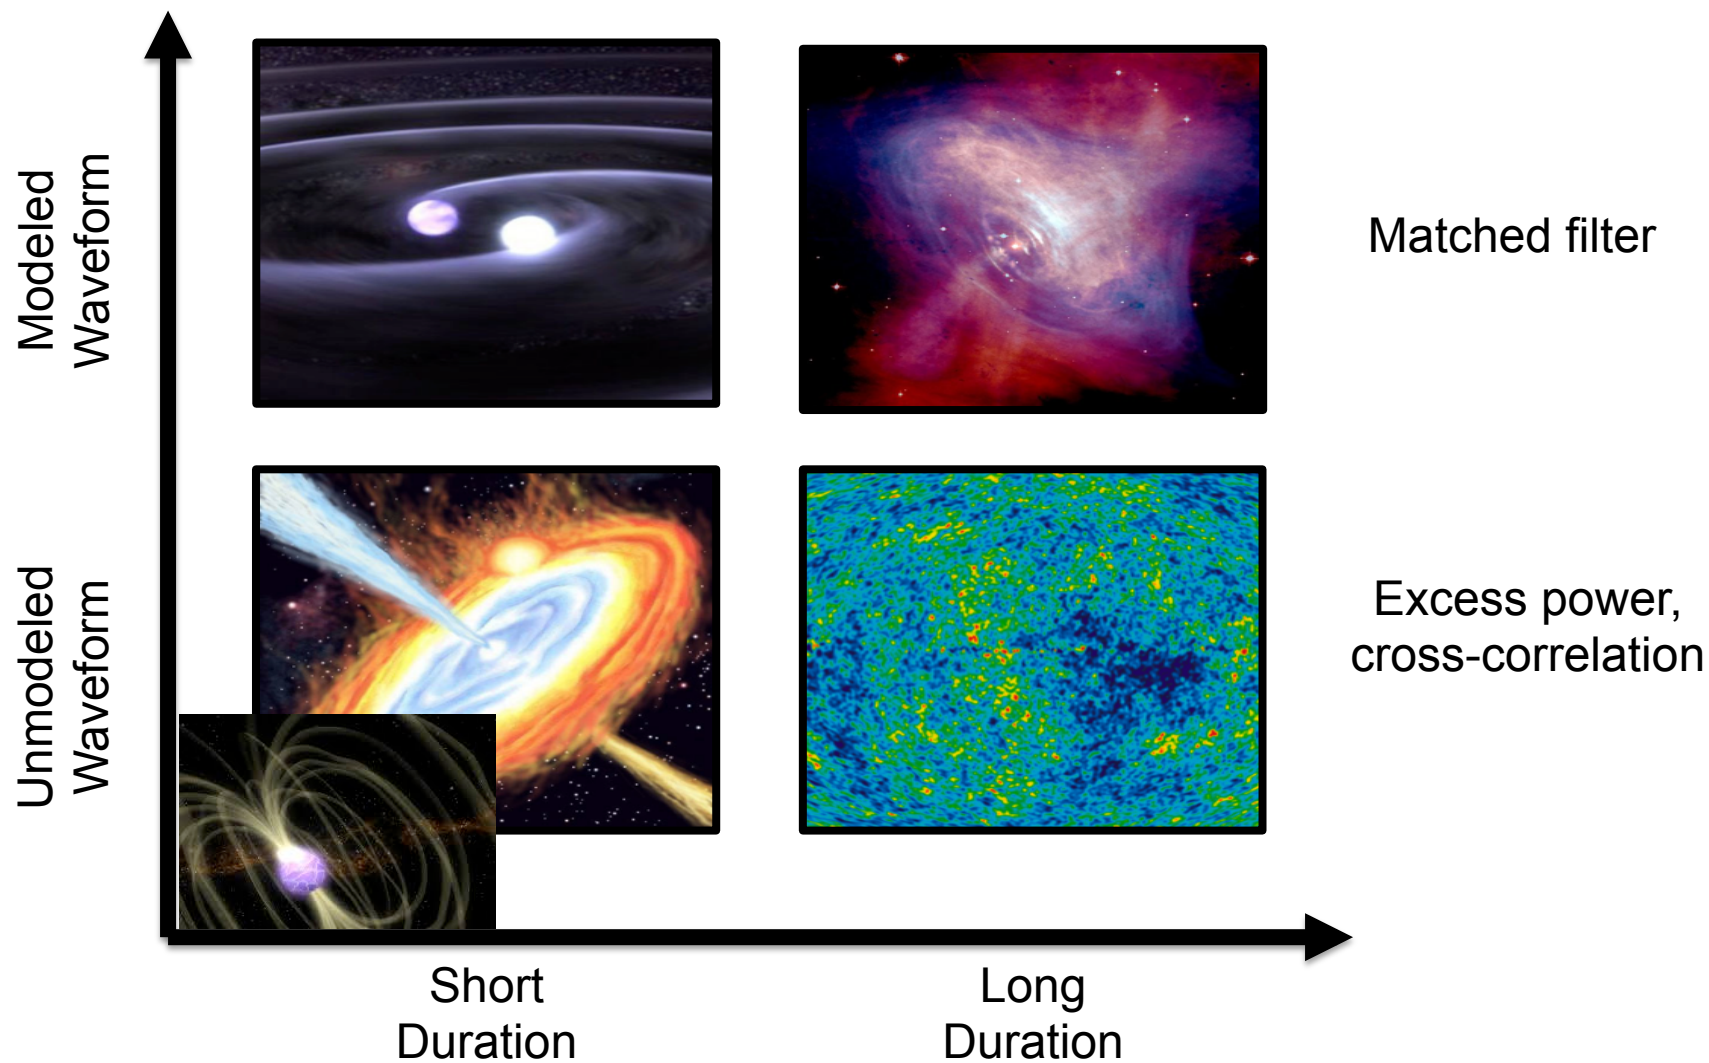 Modeled
Waveform
Matched filter
Unmodeled
Waveform
Excess power,
cross-correlation
Short
Duration
Long
Duration